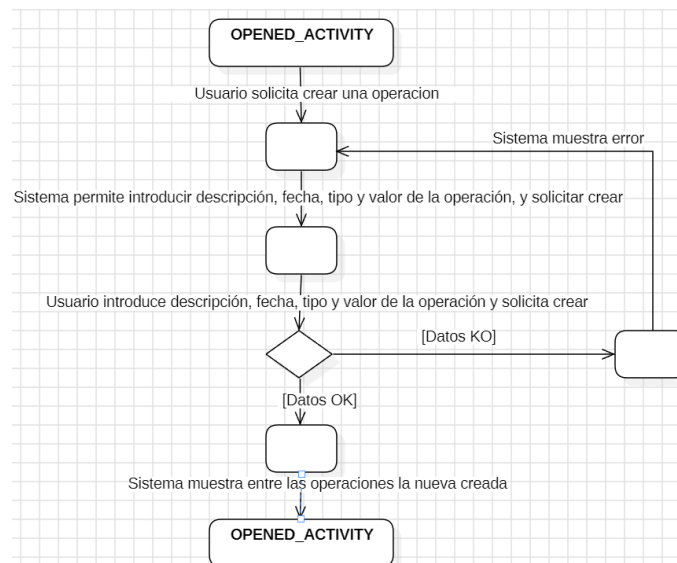 OPENED_ACTIVITY
Usuario solicita crear una operacion
Sistema muestra error
Sistema permite introducir descripción, fecha, tipo y valor de la operación, y solicitar crear
Usuario introduce descripción, fecha, tipo y valor de la operación y solicita crear
[Datos KO]
[Datos OK]
Sistema muestra entre las operaciones la nueva creada
OPENED_ACTIVITY